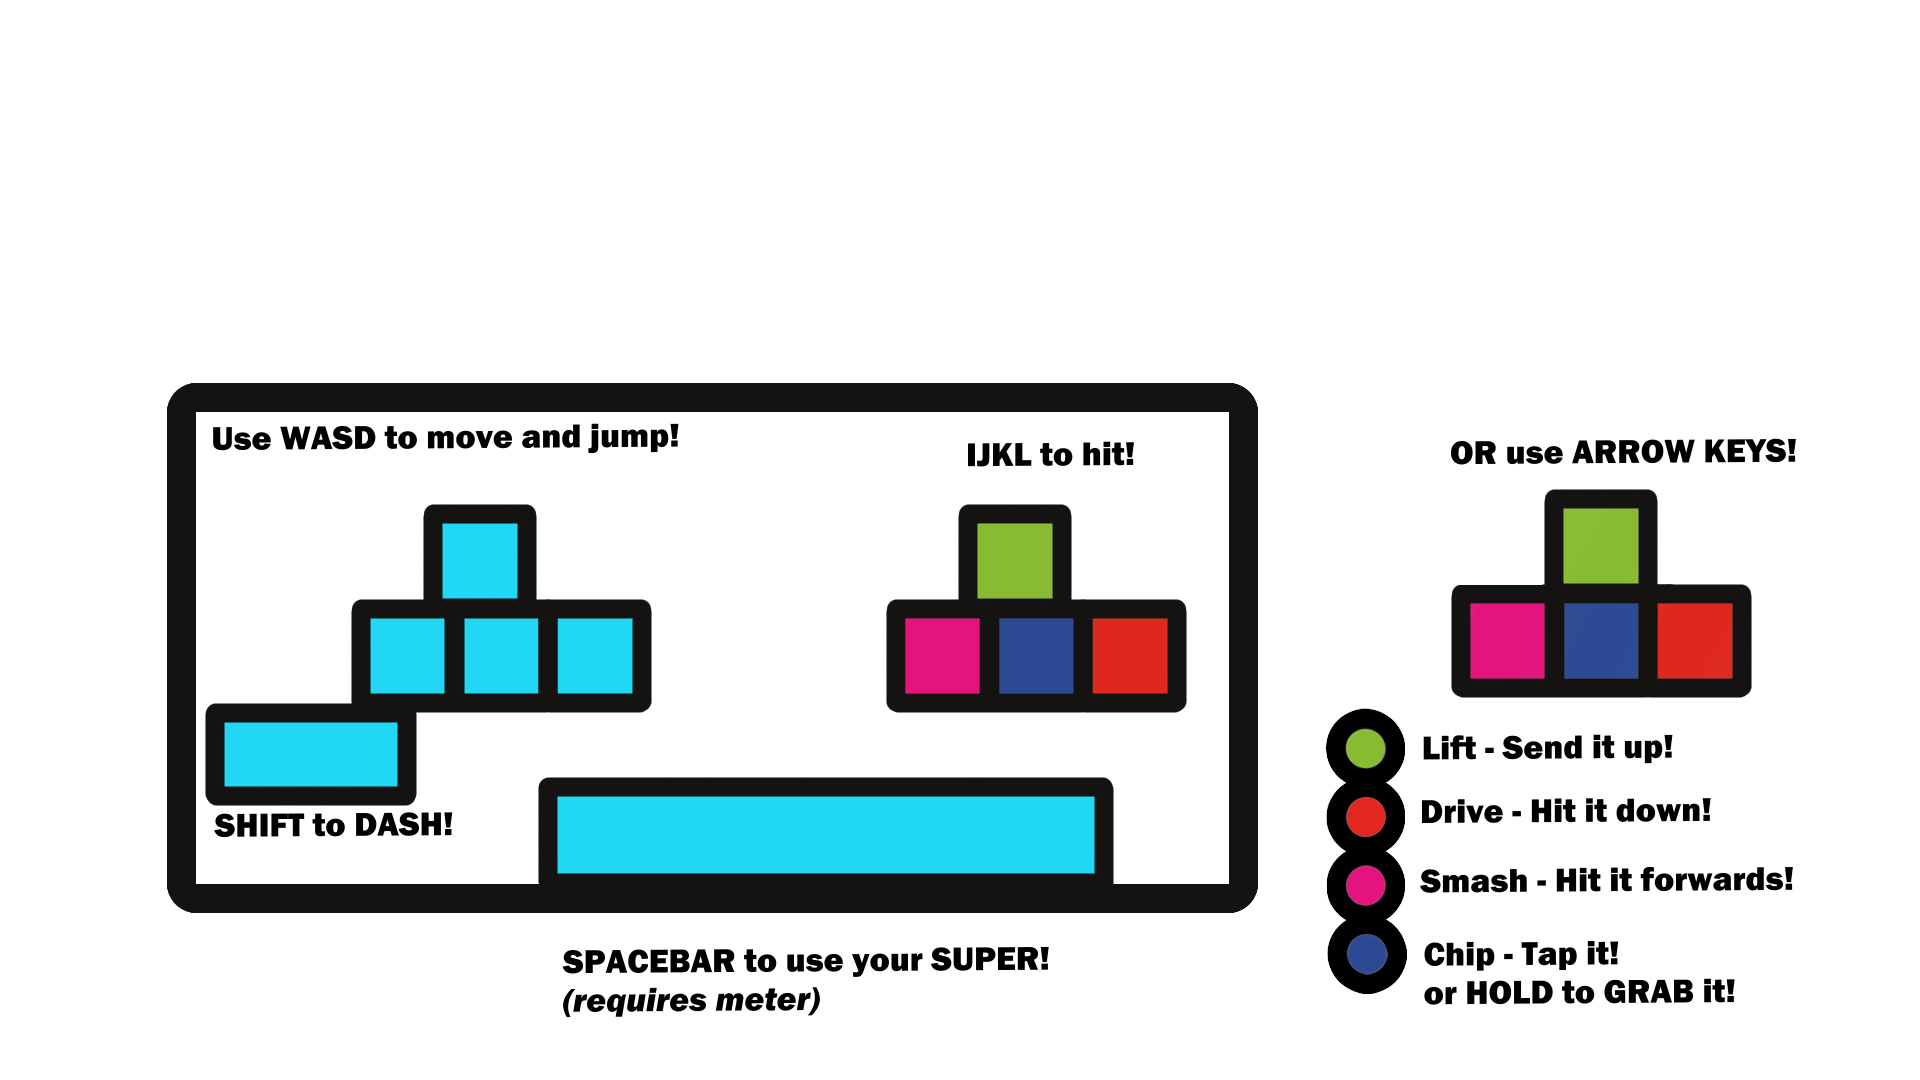 Use WASD to move and jump!
IJKL to hit!
OR use ARROW KEYS!
SHIFT to DASH!
SPACEBAR to use your SUPER!
(requires meter)
Lift - Send it up!
Drive - Hit it down!
Smash - Hit it forwards!
Chip - Tap it!
or HOLD to GRAB it!